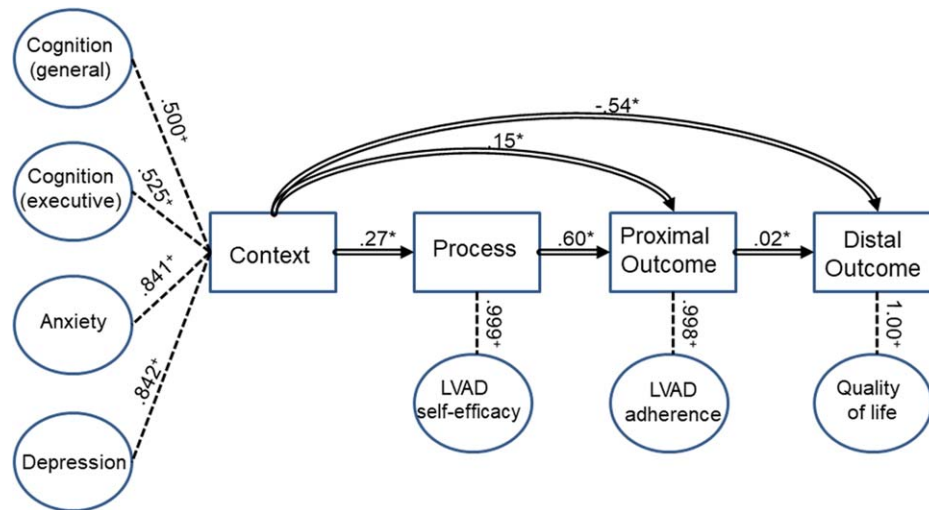 Cognition
(general)
.500+
Cognition
(executive)
.525+
Anxiety
.841+
Depression
.842+
-.54*
.15*
Context
.27*
Process
.60*
Proximal
Outcome
.02*
Distal
Outcome
.999+
.998+
1.00+
LVAD
self-efficacy
LVAD
adherence
Quality
of life